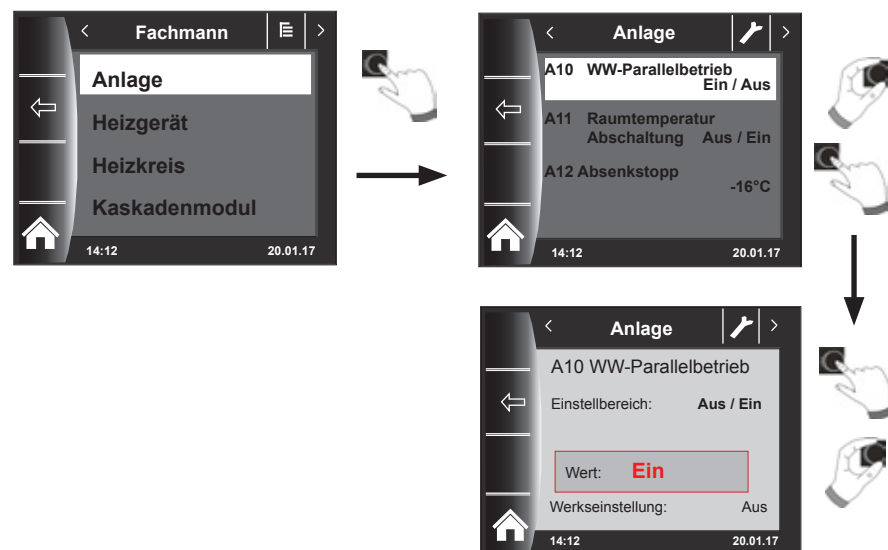 Fachmann
Anlage
Heizgerät
Heizkreis
Kaskadenmodul
14:12 20.01.17
Anlage
A10 WW-Parallelbetrieb
Ein / Aus
A11 Raumtemperatur
Abschaltung Aus / Ein
A12 Absenkstopp
-16°C
14:12 20.01.17
Anlage
A10 WW-Parallelbetrieb
Einstellbereich: Aus / Ein
Wert: Ein
Werkseinstellung: Aus
14:12 20.01.17